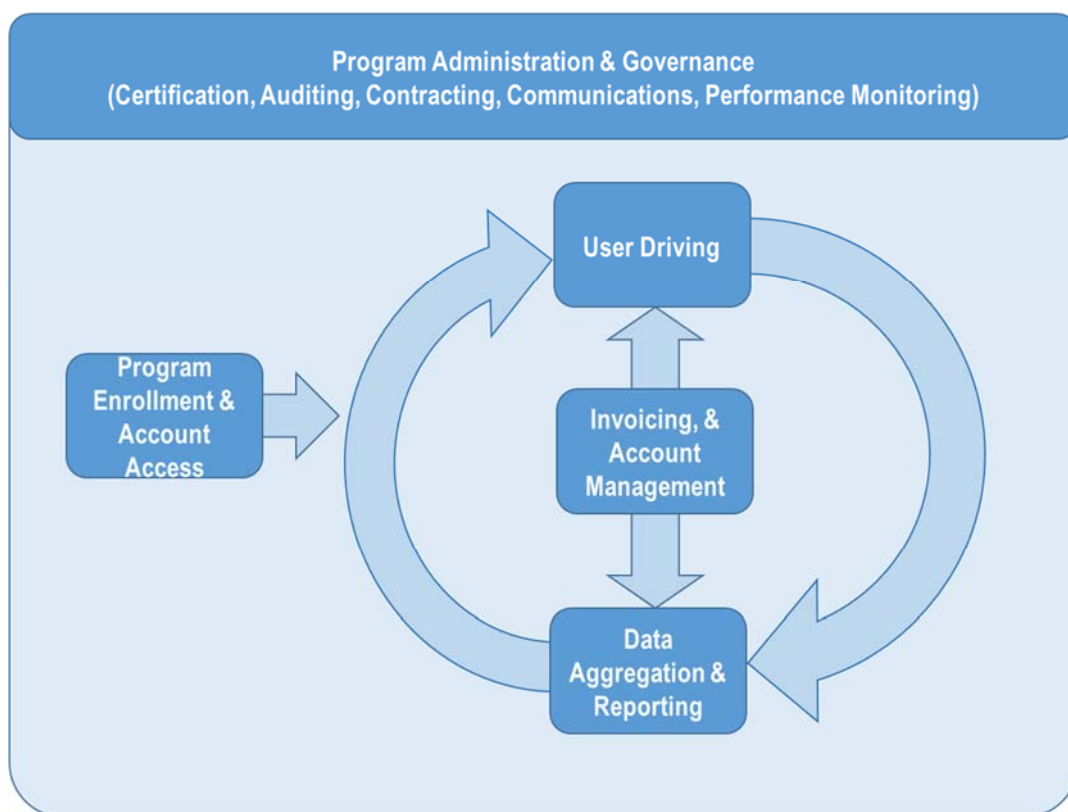 Program Administration & Governance
(Certification, Auditing, Contracting, Communications, Performance Monitoring)
User Driving
Program
Enrollment &
Account
Access
Invoicing, &
Account
Management
Data
Aggregation &
Reporting